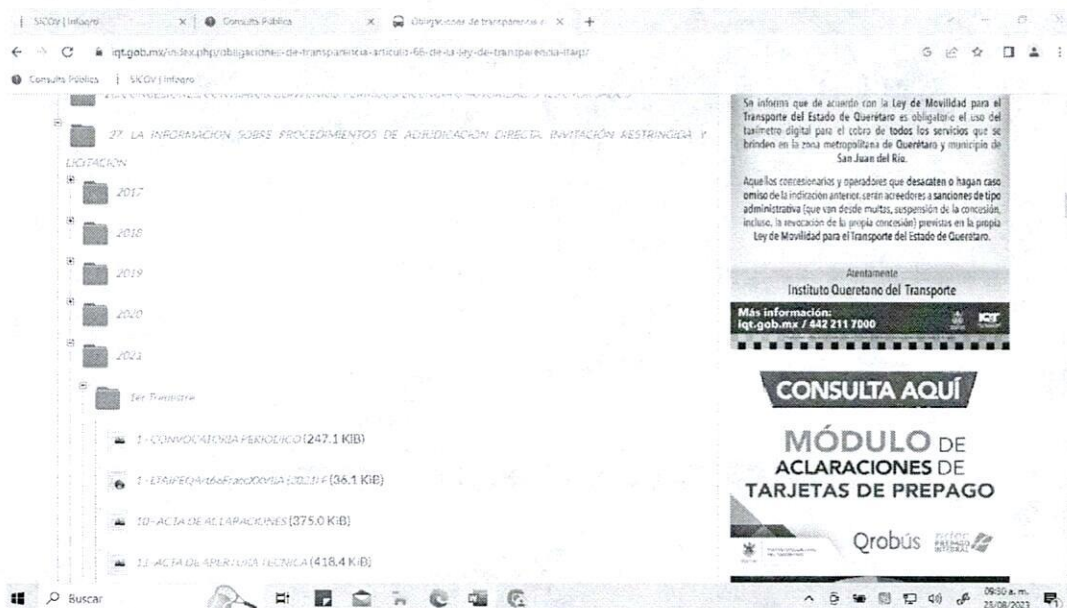 SICOV | Infoqro
Consulta Pública
Obligaciones de transparencia
iqt.gob.mx/index.php/obligaciones-de-transparencia-articulo-66-de-la-ley-de-transparencia-ltaip/
Consulta Pública
SICOV | Infoqro
27. LA INFORMACIÓN SOBRE PROCEDIMIENTOS DE ADJUDICACIÓN DIRECTA, INVITACIÓN RESTRINGIDA Y
LICITACIÓN
2017
2018
2019
2020
2021
1er Trimestre
1 - CONVOCATORIA PERIODICO (247.1 KiB)
(36.1 KiB)
10- ACTA DE ACLARACIONES (375.0 KiB)
11- ACTA DE APERTURA TECNICA (418.4 KiB)
Se informa que de acuerdo con la Ley de Movilidad para el
Transporte del Estado de Querétaro es obligatorio el uso del
taxímetro digital para el cobro de todos los servicios que se
brinden en la zona metropolitana de Querétaro y municipio de
San Juan del Río.
Aquellos concesionarios y operadores que desacaten o hagan caso
omiso de la indicación anterior, serán acreedores a sanciones de tipo
administrativa (que van desde multas, suspensión de la concesión,
incluso, la revocación de la propia concesión) previstas en la propia
Ley de Movilidad para el Transporte del Estado de Querétaro.
Atentamente
Instituto Queretano del Transporte
Más información:
iqt.gob.mx / 442 211 7000
IQT
CONSULTA AQUÍ
MÓDULO DE
ACLARACIONES DE
TARJETAS DE PREPAGO
Qrobús
PREPAGO
INTEGRAL
Buscar
09:30 a. m.
23/08/2023